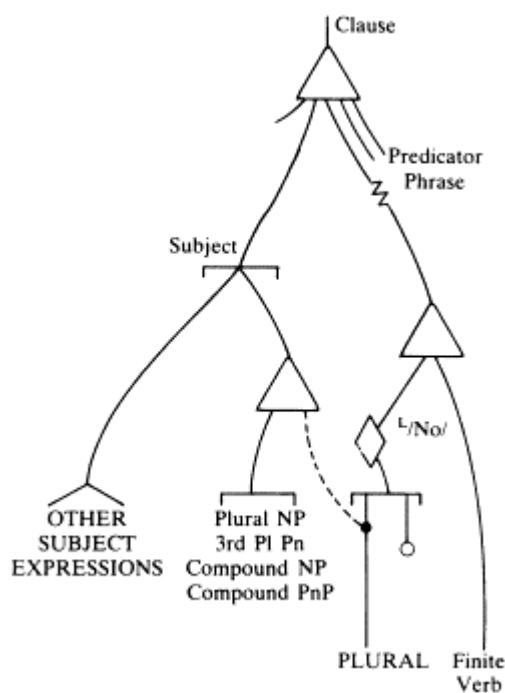 Clause
Predicator
Phrase
Subject
L/No/
OTHER
SUBJECT
EXPRESSIONS
Plural NP
3rd Pl Pn
Compound NP
Compound PnP
PLURAL
Finite
Verb